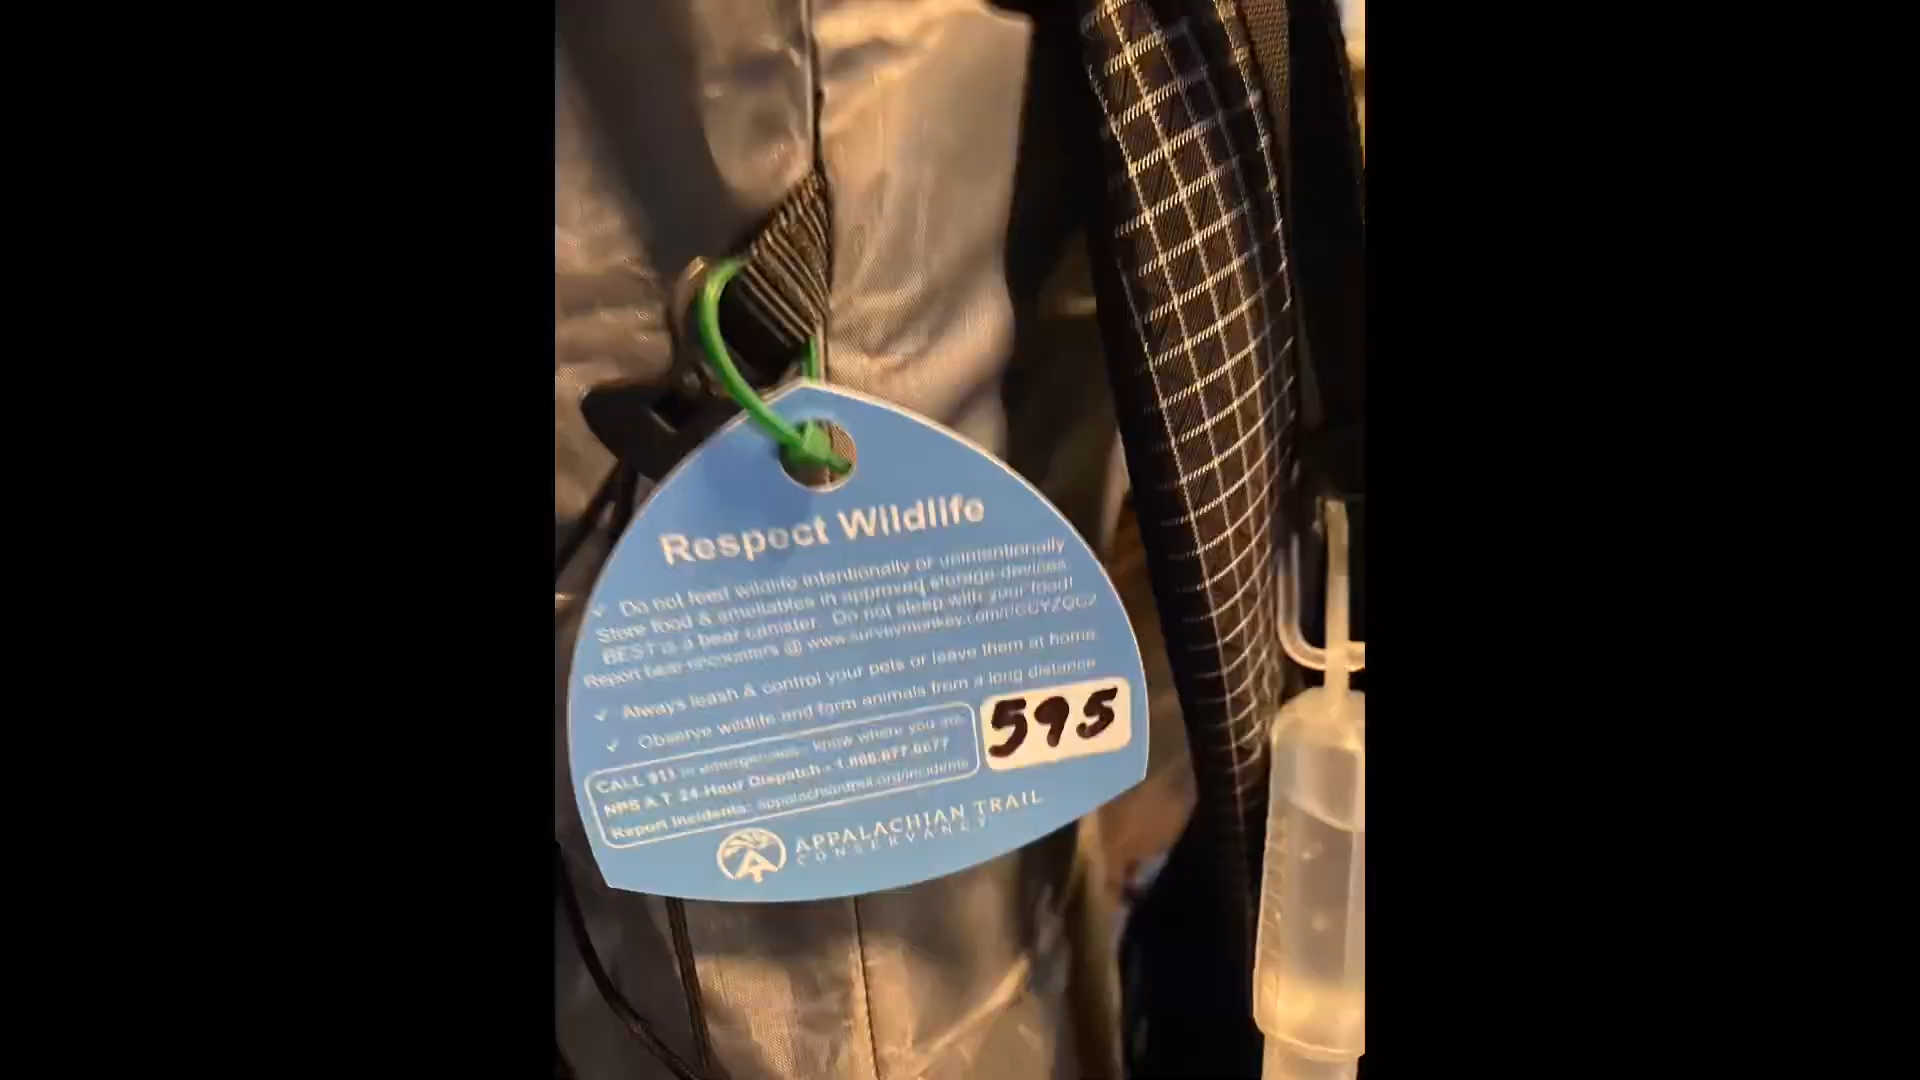 Respect Wildlife
✓ Do not feed wildlife intentionally or unintentionally
Store food & smellables in approved storage devices
BEST is a bear canister. Do not sleep with your food!
Report bear encounters @ www.surveymonkey.com/r/
✓ Always leash & control your pets or leave them at home.
✓ Observe wildlife and farm animals from a long distance
595
CALL 911 in emergencies - know where you are
NPS A.T. 24-Hour Dispatch - 1.866.677.6677
Report Incidents: appalachiantrail.org/incidents
APPALACHIAN TRAIL
CONSERVANCY